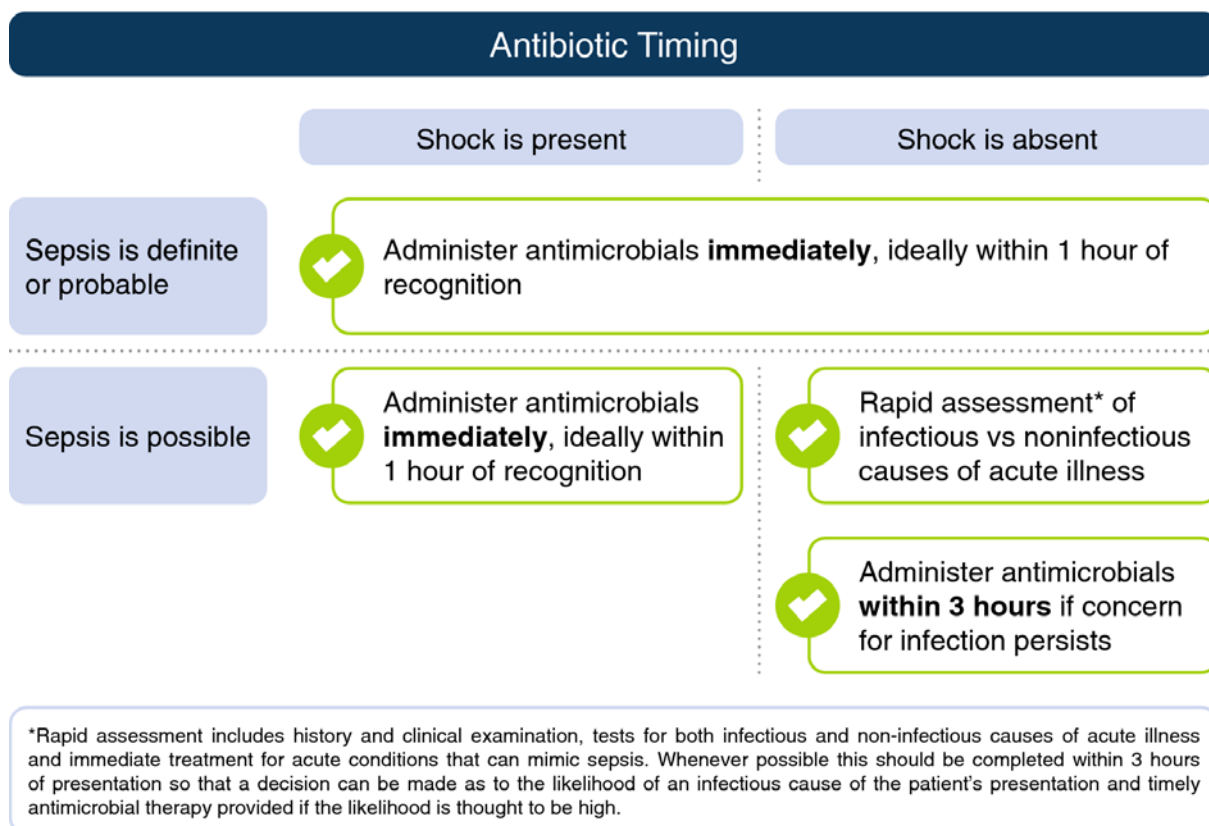 Antibiotic Timing
Shock is present
Shock is absent
Sepsis is definite
or probable
Administer antimicrobials immediately, ideally within 1 hour of
recognition
Sepsis is possible
Administer antimicrobials
immediately, ideally within
1 hour of recognition
Rapid assessment* of
infectious vs noninfectious
causes of acute illness
Administer antimicrobials
within 3 hours if concern
for infection persists
*Rapid assessment includes history and clinical examination, tests for both infectious and non-infectious causes of acute illness
and immediate treatment for acute conditions that can mimic sepsis. Whenever possible this should be completed within 3 hours
of presentation so that a decision can be made as to the likelihood of an infectious cause of the patient’s presentation and timely
antimicrobial therapy provided if the likelihood is thought to be high.